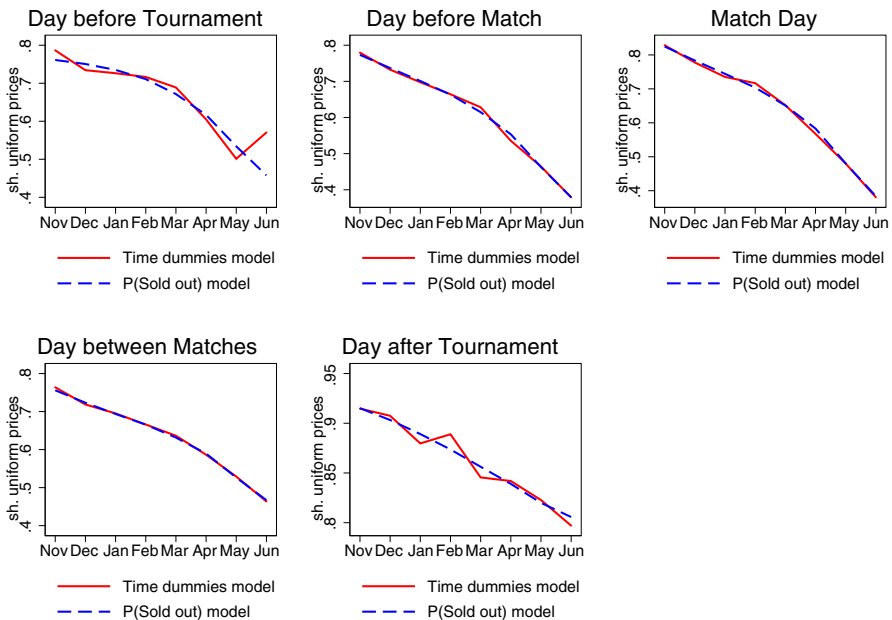 Day before Tournament
sh. uniform prices
.8
.7
.6
.5
.4
Nov Dec Jan Feb Mar Apr May Jun
Time dummies model
P(Sold out) model
Day before Match
sh. uniform prices
.8
.7
.6
.5
.4
Nov Dec Jan Feb Mar Apr May Jun
Time dummies model
P(Sold out) model
Match Day
sh. uniform prices
.8
.7
.6
.5
.4
Nov Dec Jan Feb Mar Apr May Jun
Time dummies model
P(Sold out) model
Day between Matches
sh. uniform prices
.8
.7
.6
.5
.4
Nov Dec Jan Feb Mar Apr May Jun
Time dummies model
P(Sold out) model
Day after Tournament
sh. uniform prices
.95
.9
.85
.8
Nov Dec Jan Feb Mar Apr May Jun
Time dummies model
P(Sold out) model